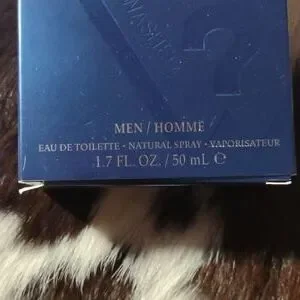 MEN / HOMME
EAU DE TOILETTE • NATURAL SPRAY • VAPORISATEUR
1.7 FL. OZ. / 50 mL ℮